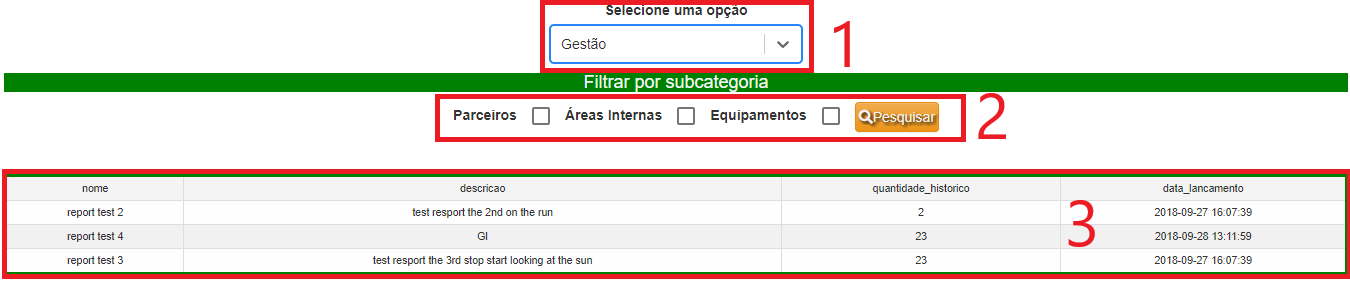 Selecione uma opção
Gestão
1
Filtrar por subcategoria
Parceiros Áreas Internas Equipamentos Pesquisar
2
nome descricao quantidade_historico data_lancamento
report test 2 test resport the 2nd on the run 2 2018-09-27 16:07:39
report test 4 GI 23 2018-09-28 13:11:59
3
report test 3 test resport the 3rd stop start looking at the sun 23 2018-09-27 16:07:39